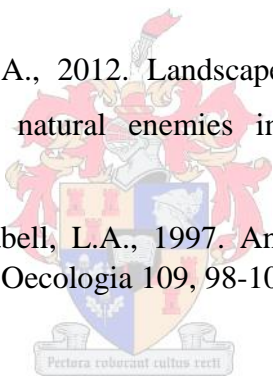 A., 2012. Landscape
natural enemies in
bell, L.A., 1997. An
Oecologia 109, 98-10
Pectora roborant cultus recti